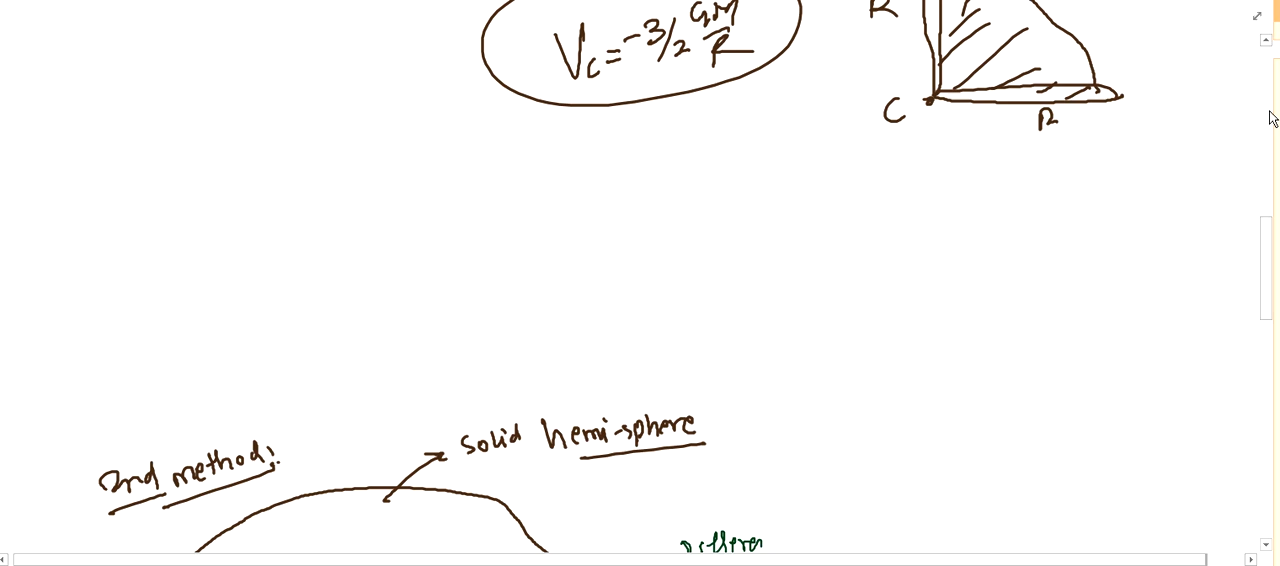 V_C = -3/2 GM/R
R
C
R
2nd method:
solid hemi-sphere